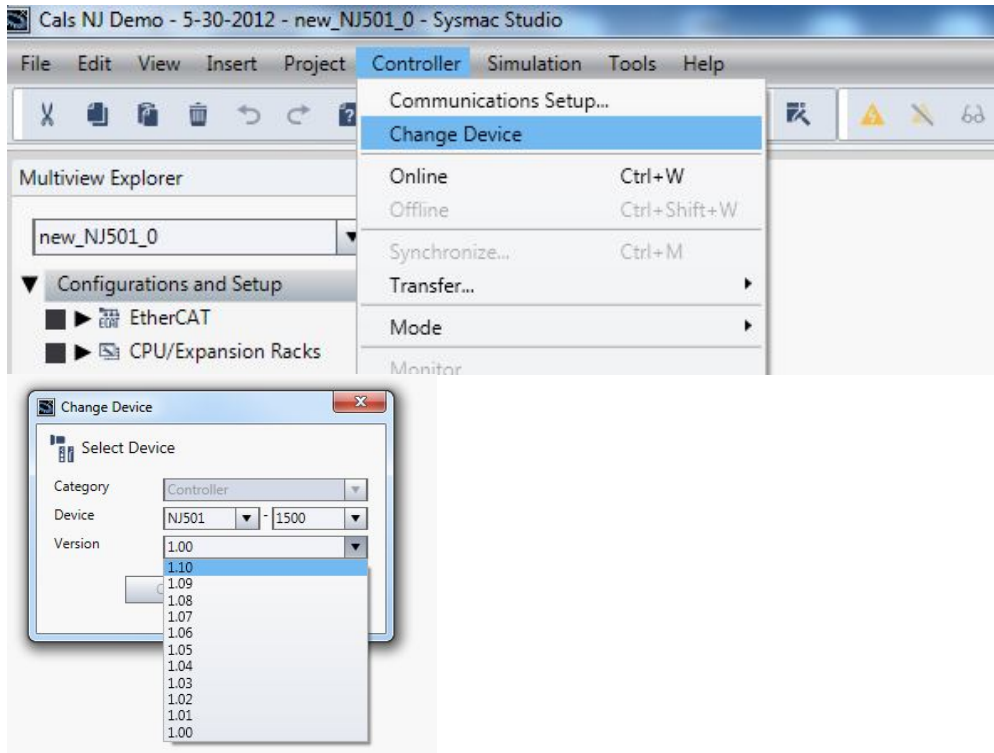 Cals NJ Demo - 5-30-2012 - new_NJ501_0 - Sysmac Studio
File Edit View Insert Project Controller Simulation Tools Help
Communications Setup...
Change Device
Multiview Explorer
Online Ctrl+W
Offline Ctrl+Shift+W
new_NJ501_0
Synchronize... Ctrl+M
Configurations and Setup
Transfer...
EtherCAT
Mode
CPU/Expansion Racks
Monitor
Change Device
Select Device
Category Controller
Device NJ501 - 1500
Version 1.00
1.10
1.09
1.08
1.07
1.06
1.05
1.04
1.03
1.02
1.01
1.00